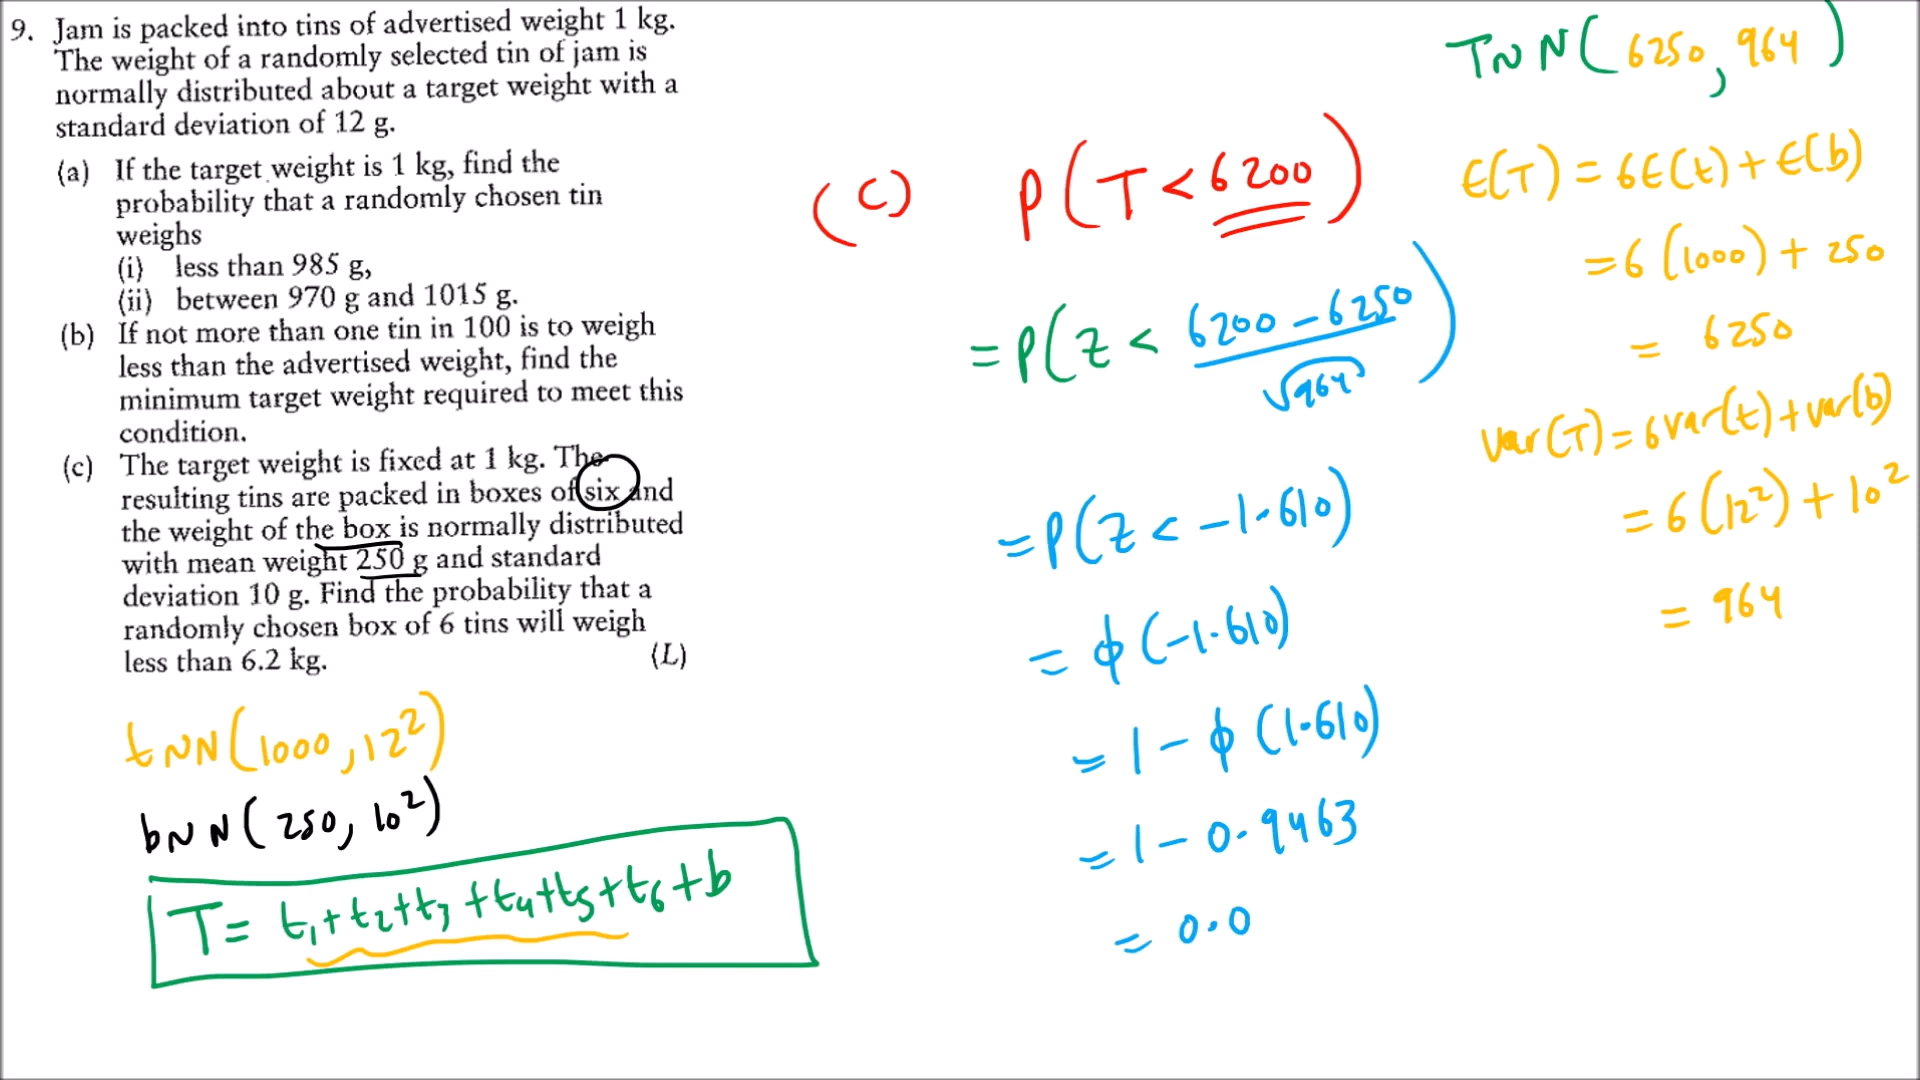 9. Jam is packed into tins of advertised weight 1 kg.
The weight of a randomly selected tin of jam is
normally distributed about a target weight with a
standard deviation of 12 g.
(a) If the target weight is 1 kg, find the
probability that a randomly chosen tin
weighs
(i) less than 985 g,
(ii) between 970 g and 1015 g.
(b) If not more than one tin in 100 is to weigh
less than the advertised weight, find the
minimum target weight required to meet this
condition.
(c) The target weight is fixed at 1 kg. The
resulting tins are packed in boxes of six and
the weight of the box is normally distributed
with mean weight 250 g and standard
deviation 10 g. Find the probability that a
randomly chosen box of 6 tins will weigh
less than 6.2 kg. (L)
t ~ N(1000, 12²)
b ~ N(250, 10²)
T = t₁+t₂+t₃+t₄+t₅+t₆+b
(c) P(T < 6200)
= P(Z < (6200 - 6250)/√964)
= P(Z < -1.610)
= ϕ(-1.610)
= 1 - ϕ(1.610)
= 1 - 0.9463
= 0.0
T ~ N(6250, 964)
E(T) = 6E(t) + E(b)
= 6(1000) + 250
= 6250
Var(T) = 6Var(t) + Var(b)
= 6(12²) + 10²
= 964